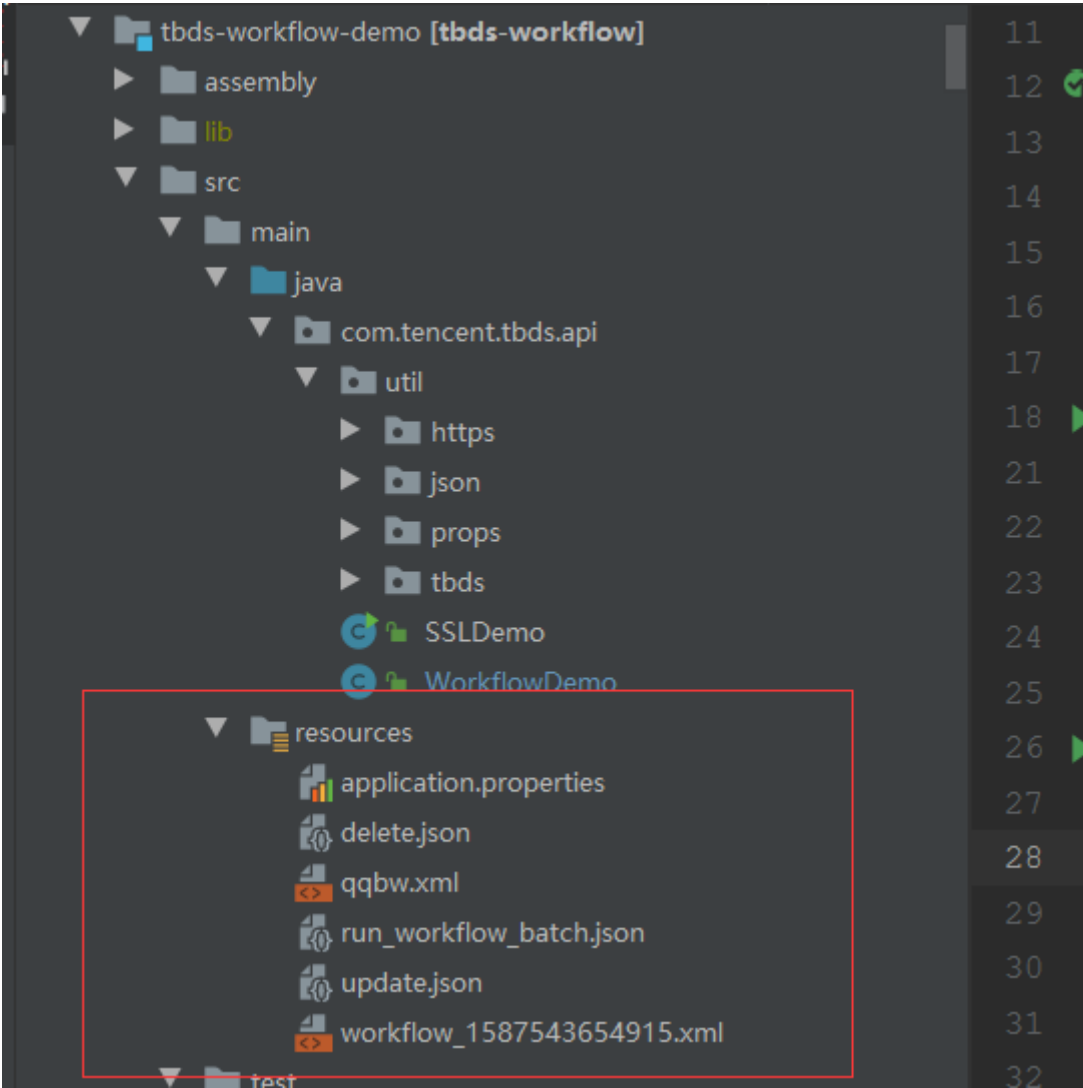 tbds-workflow-demo [tbds-workflow]
assembly
lib
src
main
java
com.tencent.tbds.api
util
https
json
props
tbds
SSLDemo
WorkflowDemo
resources
application.properties
delete.json
qqbw.xml
run_workflow_batch.json
update.json
workflow_1587543654915.xml
test
11
12
13
14
15
16
17
18
21
22
23
24
25
26
27
28
29
30
31
32